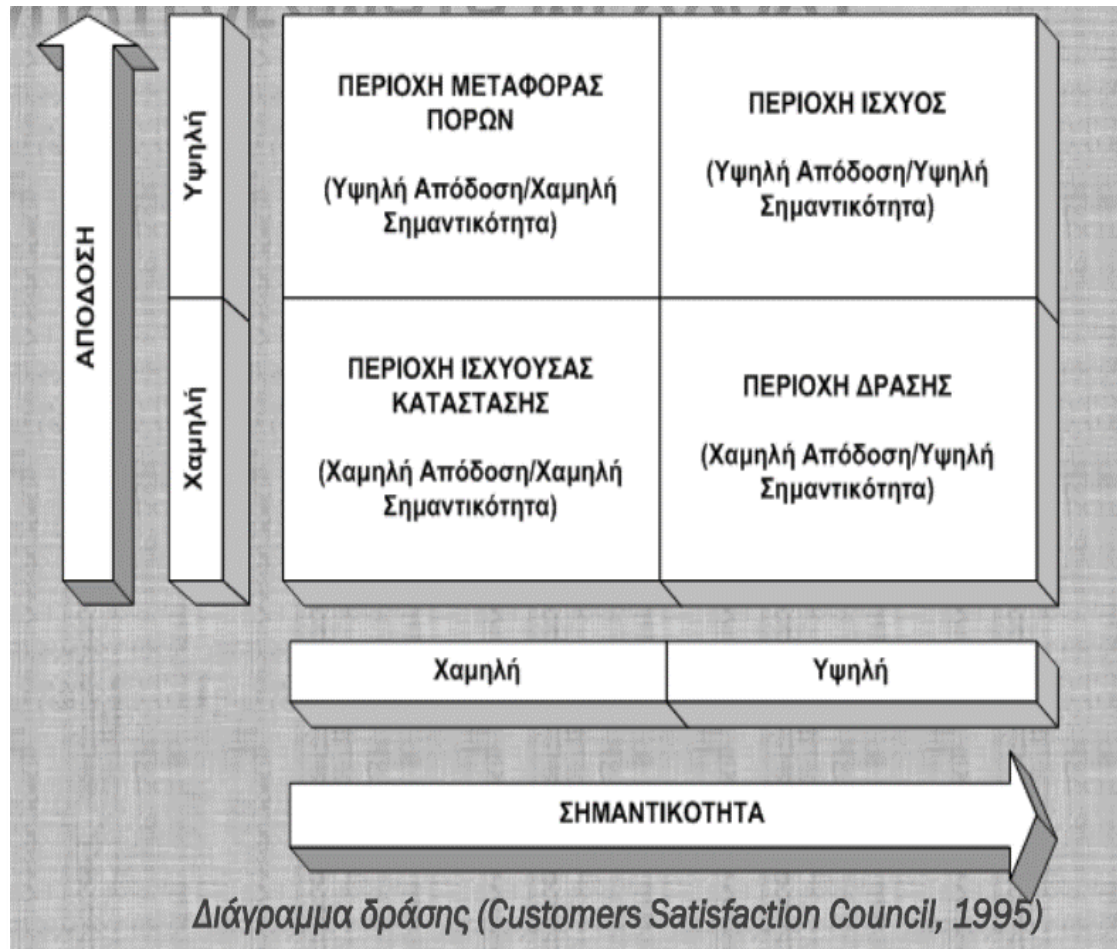 ΑΠΟΔΟΣΗ
Υψηλή
Χαμηλή
ΠΕΡΙΟΧΗ ΜΕΤΑΦΟΡΑΣ
ΠΟΡΩΝ
(Υψηλή Απόδοση/Χαμηλή
Σημαντικότητα)
ΠΕΡΙΟΧΗ ΙΣΧΥΟΣ
(Υψηλή Απόδοση/Υψηλή
Σημαντικότητα)
ΠΕΡΙΟΧΗ ΙΣΧΥΟΥΣΑΣ
ΚΑΤΑΣΤΑΣΗΣ
(Χαμηλή Απόδοση/Χαμηλή
Σημαντικότητα)
ΠΕΡΙΟΧΗ ΔΡΑΣΗΣ
(Χαμηλή Απόδοση/Υψηλή
Σημαντικότητα)
Χαμηλή
Υψηλή
ΣΗΜΑΝΤΙΚΟΤΗΤΑ
Διάγραμμα δράσης (Customers Satisfaction Council, 1995)